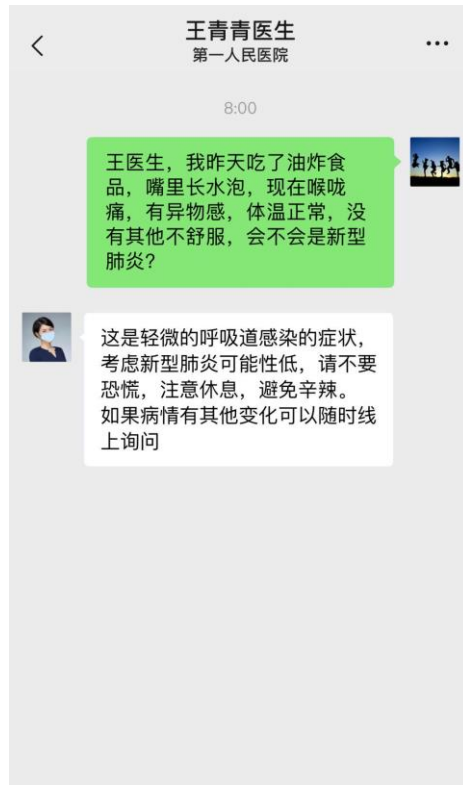 王青青医生
第一人民医院
8:00
王医生，我昨天吃了油炸食
品，嘴里长水泡，现在喉咙
痛，有异物感，体温正常，没
有其他不舒服，会不会是新型
肺炎？
这是轻微的呼吸道感染的症状，
考虑新型肺炎可能性低，请不要
恐慌，注意休息，避免辛辣。
如果病情有其他变化可以随时线
上询问